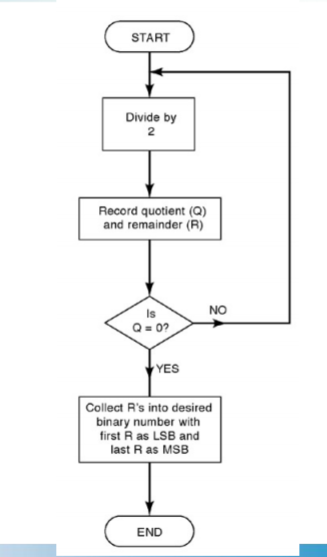 START
Divide by
2
Record quotient (Q)
and remainder (R)
Is
Q = 0?
NO
YES
Collect R's into desired
binary number with
first R as LSB and
last R as MSB
END